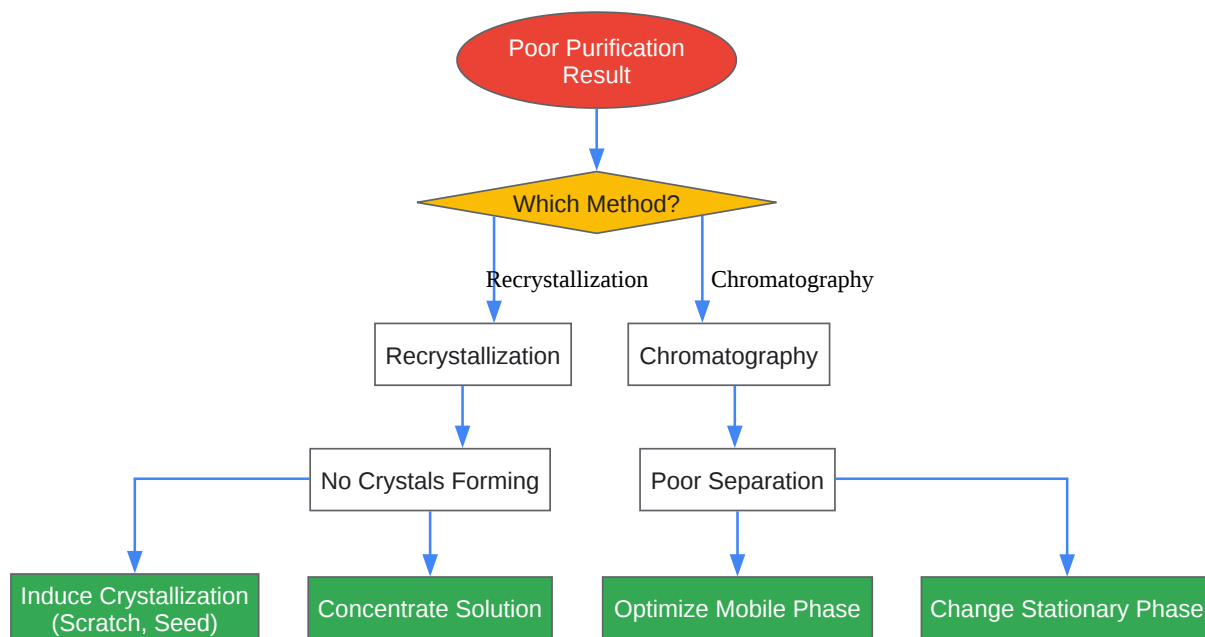 Poor Purification
Result
Which Method?
Recrystallization
Chromatography
Recrystallization
Chromatography
No Crystals Forming
Poor Separation
Induce Crystallization
(Scratch, Seed)
Concentrate Solution
Optimize Mobile Phase
Change Stationary Phase